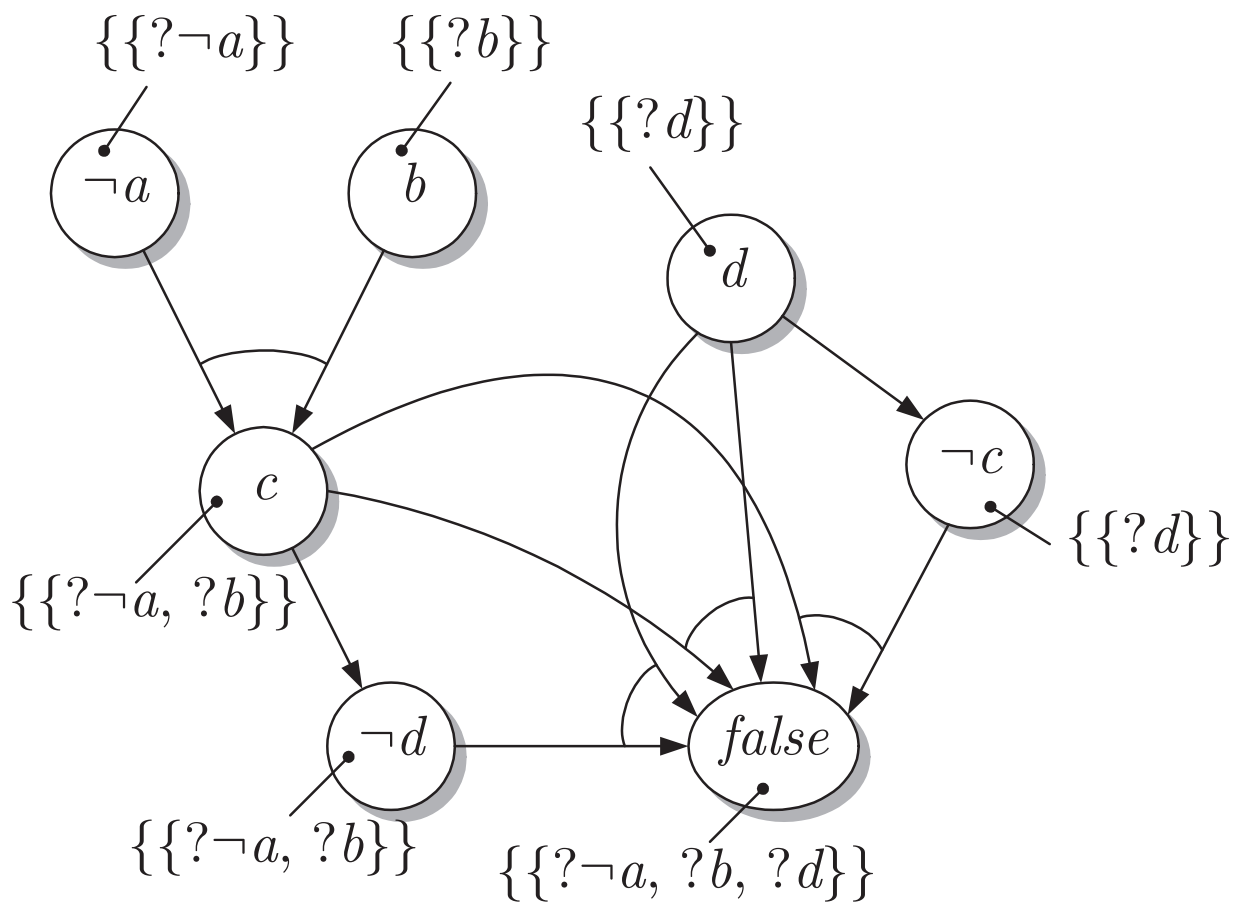 {{?¬a}}
{{?b}}
{{?d}}
¬a
b
d
¬c
c
{{?d}}
{{?¬a, ?b}}
¬d
false
{{?¬a, ?b}}
{{?¬a, ?b, ?d}}